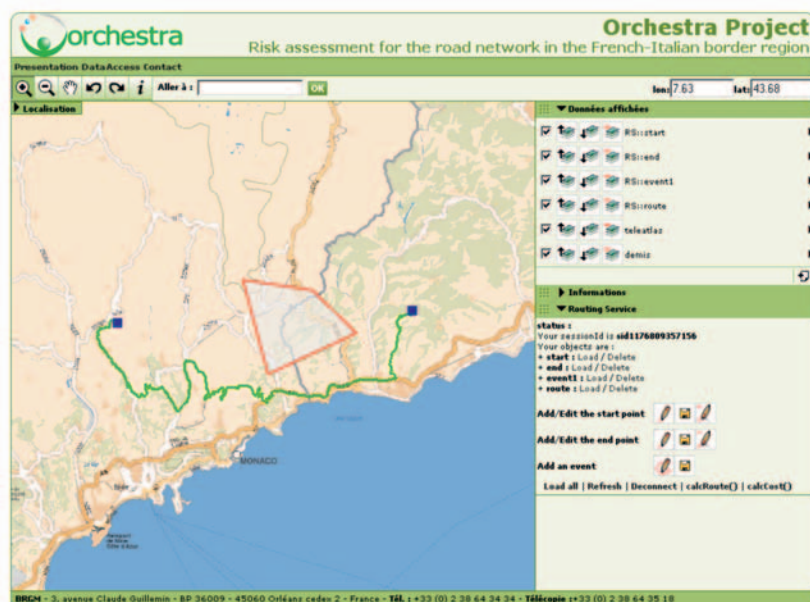 orchestra
Orchestra Project
Risk assessment for the road network in the French-Italian border region
Presentation DataAccess Contact
Aller à :
OK
lon: 7.63
lat: 43.68
Localisation
Données affichées
RS::start
RS::end
RS::event1
RS::route
teleatlas
demis
Informations
Routing Service
status :
Your sessionId is sid1176809357156
Your objects are :
+ start : Load / Delete
+ end : Load / Delete
+ event1 : Load / Delete
+ route : Load / Delete
Add/Edit the start point
Add/Edit the end point
Add an event
Load all | Refresh | Deconnect | calcRoute() | calcCost()
MONACO
BRGM - 3, avenue Claude Guillemin - BP 36009 - 45060 Orléans cedex 2 - France - Tél. : +33 (0) 2 38 64 34 34 - Télécopie :+33 (0) 2 38 64 35 18